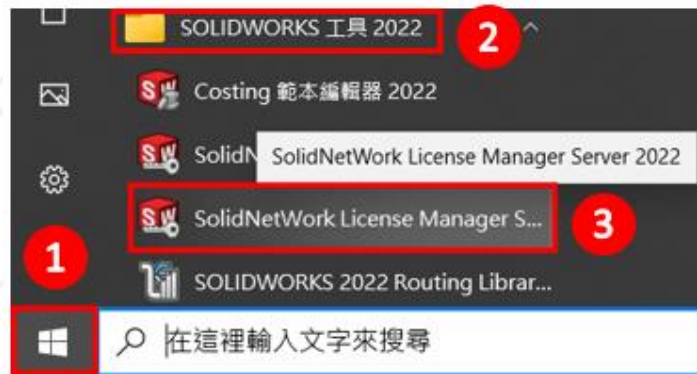 SOLIDWORKS 工具 2022
2
Costing 範本編輯器 2022
SolidN
SolidNetWork License Manager Server 2022
SolidNetWork License Manager S...
3
1
SOLIDWORKS 2022 Routing Librar...
在這裡輸入文字來搜尋